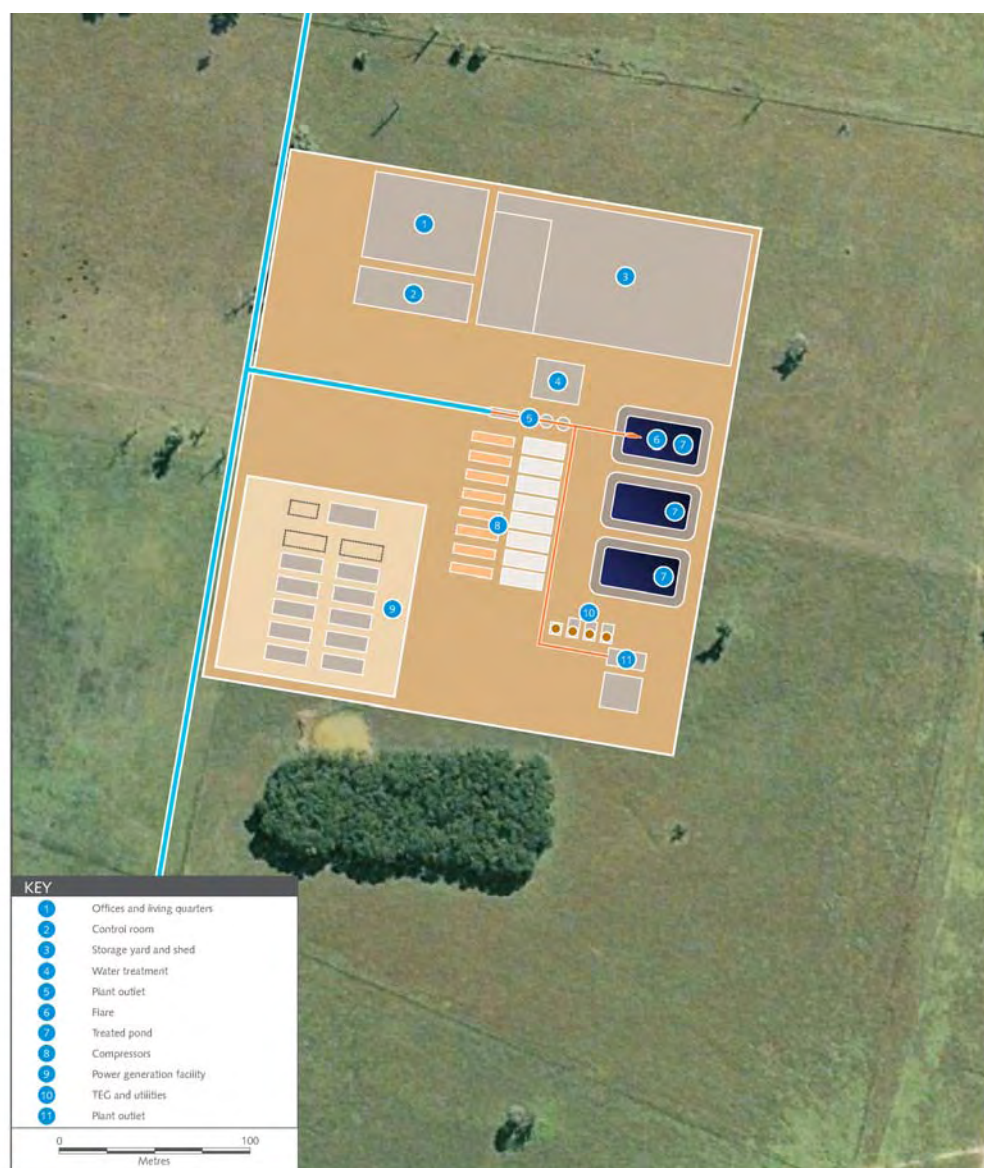 1
2
3
4
5
6 7
7
8
7
9
10
11
KEY
1 Offices and living quarters
2 Control room
3 Storage yard and shed
4 Water treatment
5 Plant outlet
6 Flare
7 Treated pond
8 Compressors
9 Power generation facility
10 TEG and utilities
11 Plant outlet
0 100
Metres